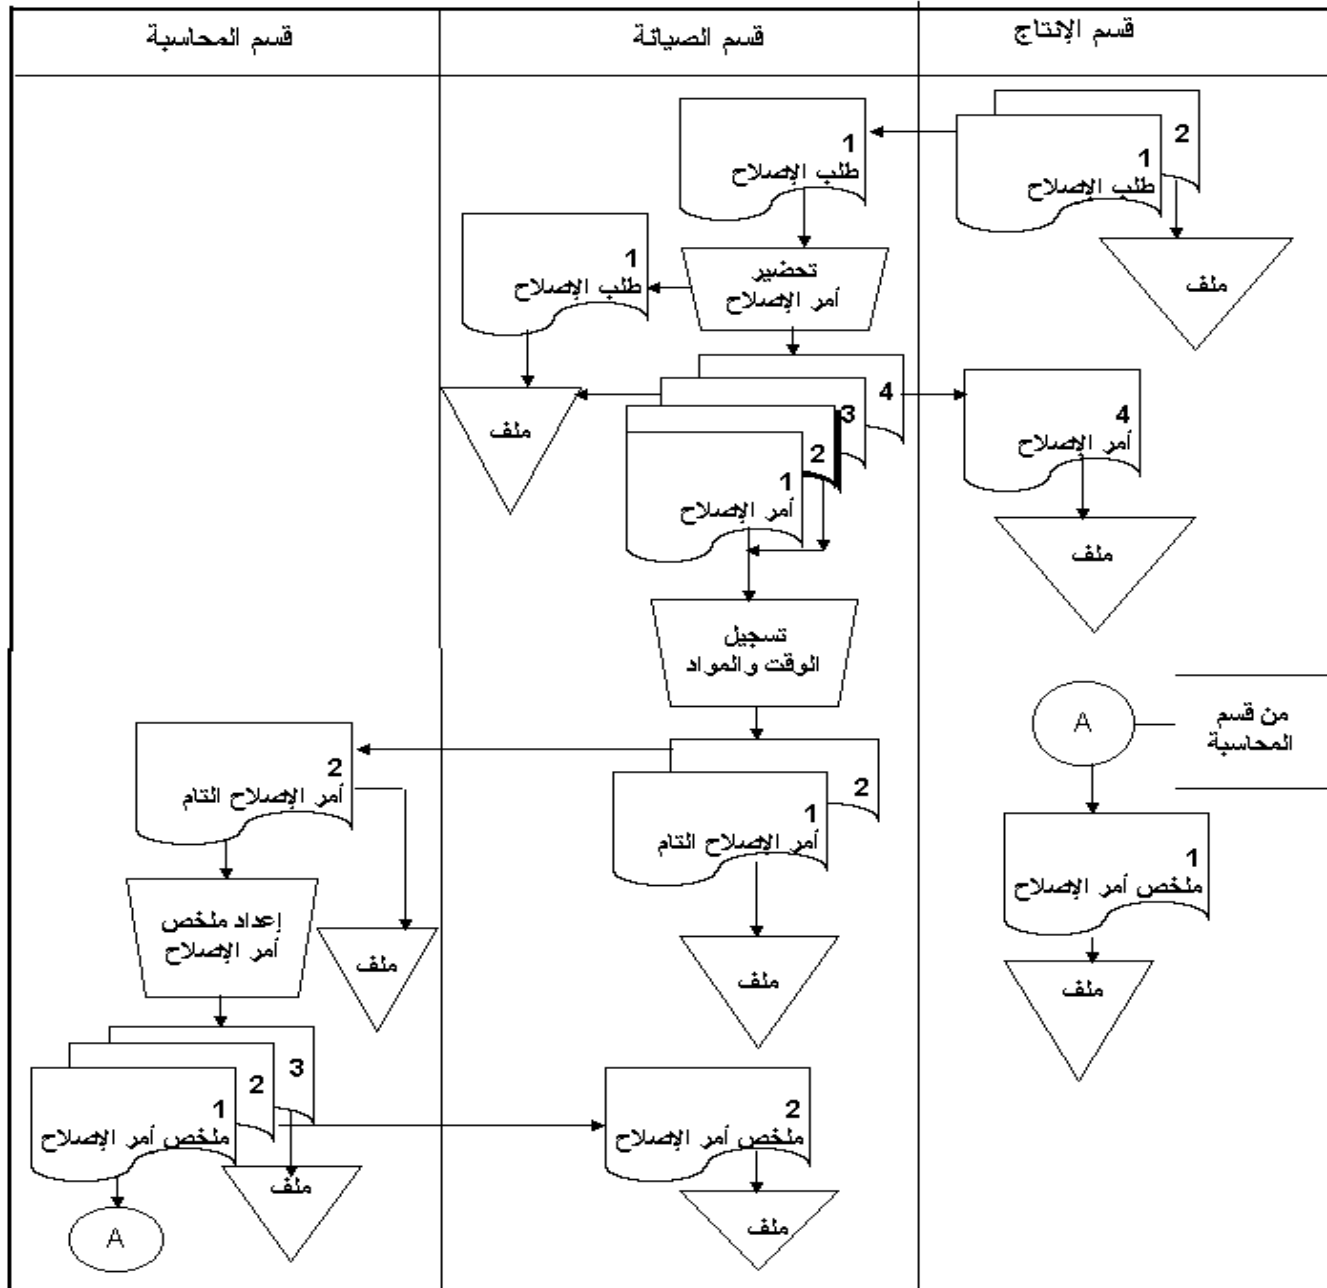 قسم الإنتاج
قسم الصيانة
قسم المحاسبة
2
1
طلب الإصلاح
ملف
1
طلب الإصلاح
تحضير
أمر الإصلاح
1
طلب الإصلاح
ملف
4
3
2
1
أمر الإصلاح
4
أمر الإصلاح
ملف
تسجيل
الوقت والمواد
A
من قسم
المحاسبة
1
ملخص أمر الإصلاح
ملف
2
1
أمر الإصلاح التام
ملف
2
أمر الإصلاح التام
ملف
إعداد ملخص
أمر الإصلاح
3
2
1
ملخص أمر الإصلاح
ملف
A
2
ملخص أمر الإصلاح
ملف